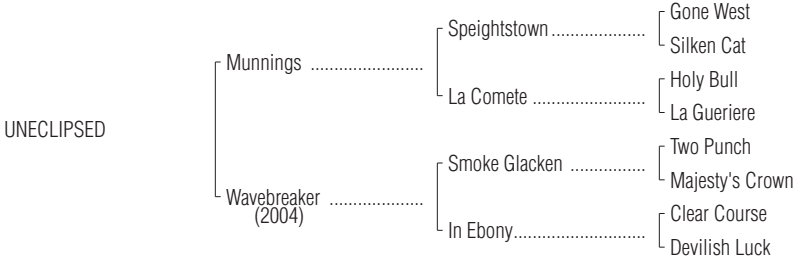 Gone West
Speightstown ......................
Silken Cat
Munnings ..........................
Holy Bull
La Comete ..........................
La Gueriere
UNECLIPSED
Two Punch
Smoke Glacken .................
Majesty's Crown
Wavebreaker .....................
(2004)
Clear Course
In Ebony..............................
Devilish Luck